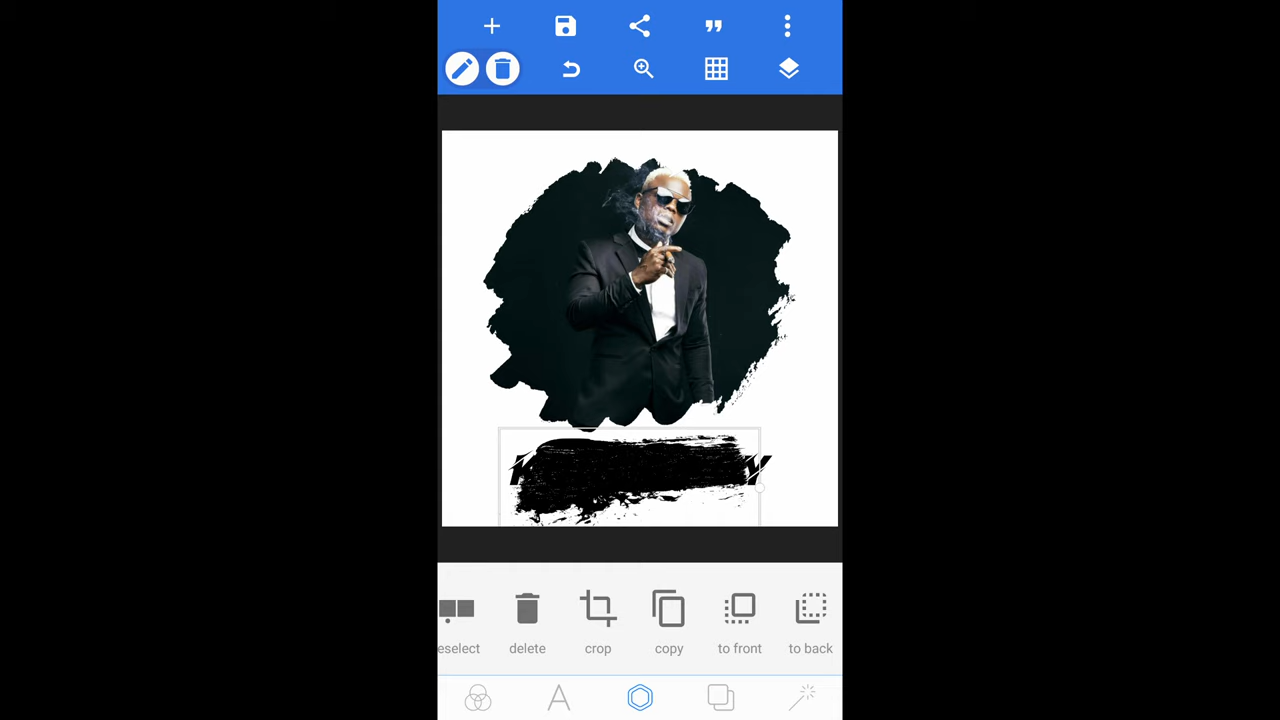 eselect
delete
crop
copy
to front
to back